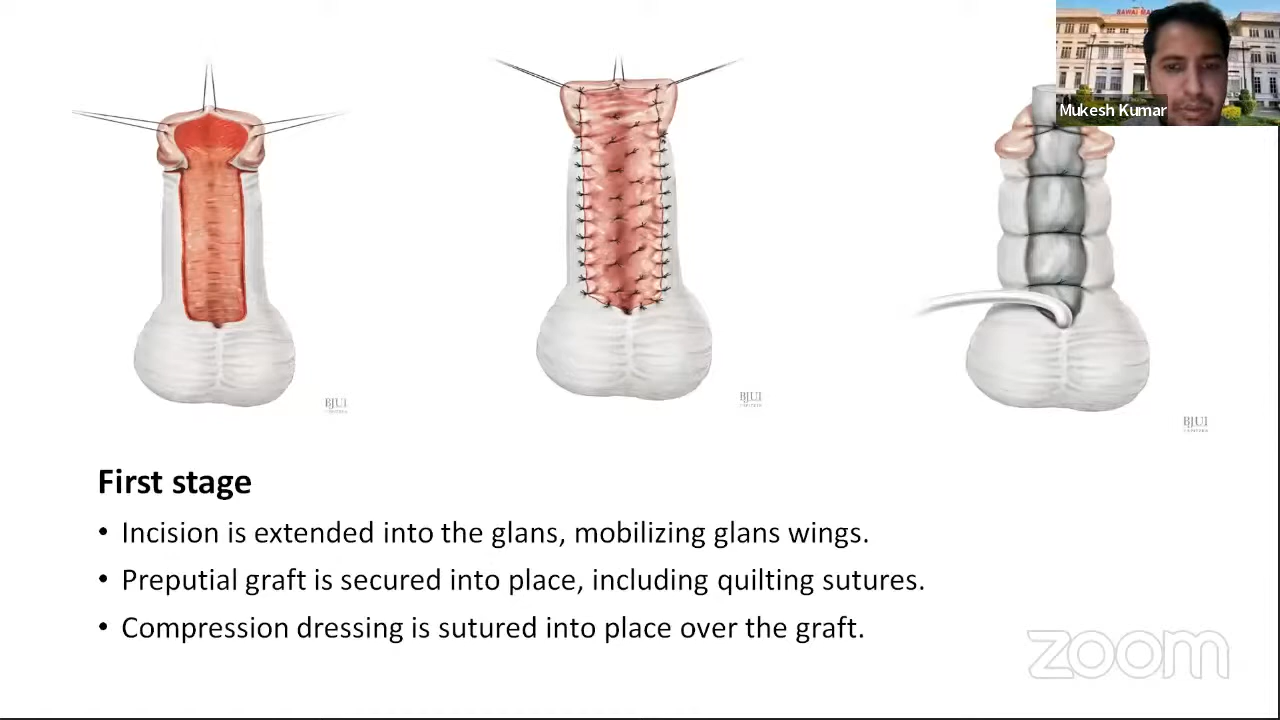 Mukesh Kumar
BJUI
BJUI
BJUI
First stage
• Incision is extended into the glans, mobilizing glans wings.
• Preputial graft is secured into place, including quilting sutures.
• Compression dressing is sutured into place over the graft.
zoom